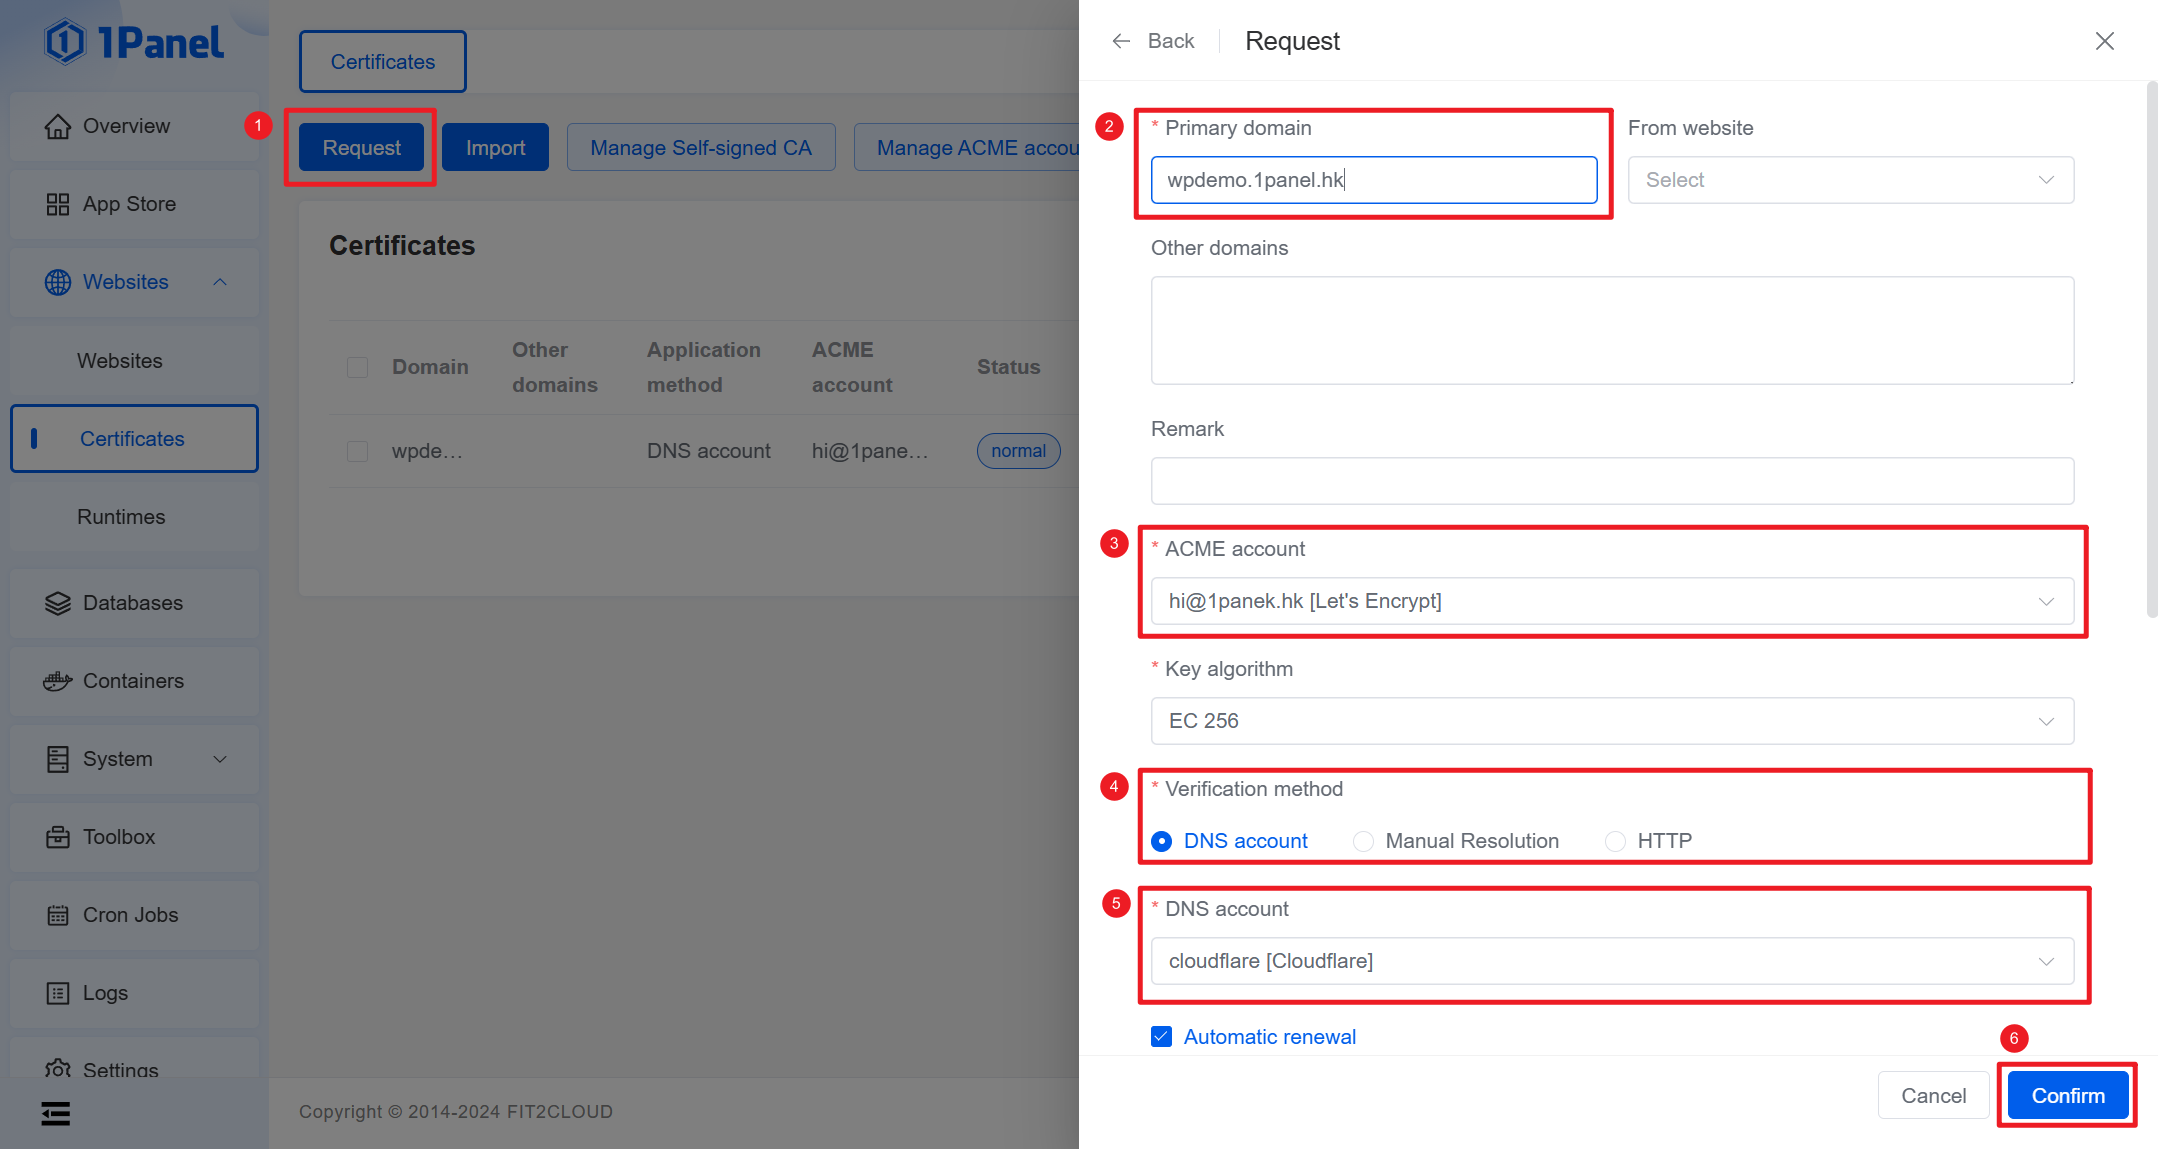 1Panel
Overview
App Store
Websites
Websites
Certificates
Runtimes
Databases
Containers
System
Toolbox
Cron Jobs
Logs
Settings
Certificates
1
Request
Import
Manage Self-signed CA
Manage ACME accou
Certificates
Domain
Other domains
Application method
ACME account
Status
wpde...
DNS account
hi@1pane...
normal
Copyright © 2014-2024 FIT2CLOUD
Back
Request
2
* Primary domain
From website
wpdemo.1panel.hk
Select
Other domains
Remark
3
* ACME account
hi@1panek.hk [Let's Encrypt]
* Key algorithm
EC 256
4
* Verification method
DNS account
Manual Resolution
HTTP
5
* DNS account
cloudflare [Cloudflare]
Automatic renewal
6
Cancel
Confirm